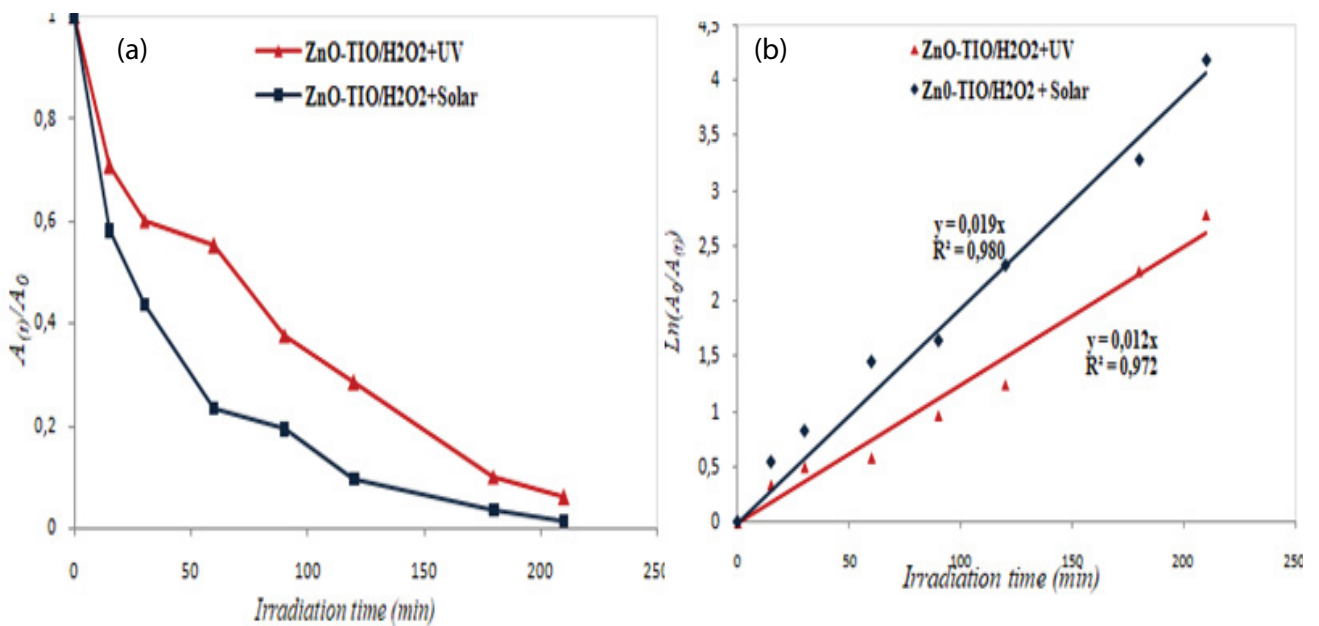 (a)
ZnO-TIO/H2O2+UV
ZnO-TIO/H2O2+Solar
1
0,8
0,6
0,4
0,2
0
A(t)/A0
0
50
100
150
200
250
Irradiation time (min)
(b)
ZnO-TIO/H2O2+UV
Zn0-TIO/H2O2 + Solar
4,5
4
3,5
3
2,5
2
1,5
1
0,5
0
Ln(A0/A(t))
y = 0,019x
R² = 0,980
y = 0,012x
R² = 0,972
0
50
100
150
200
250
Irradiation time (min)